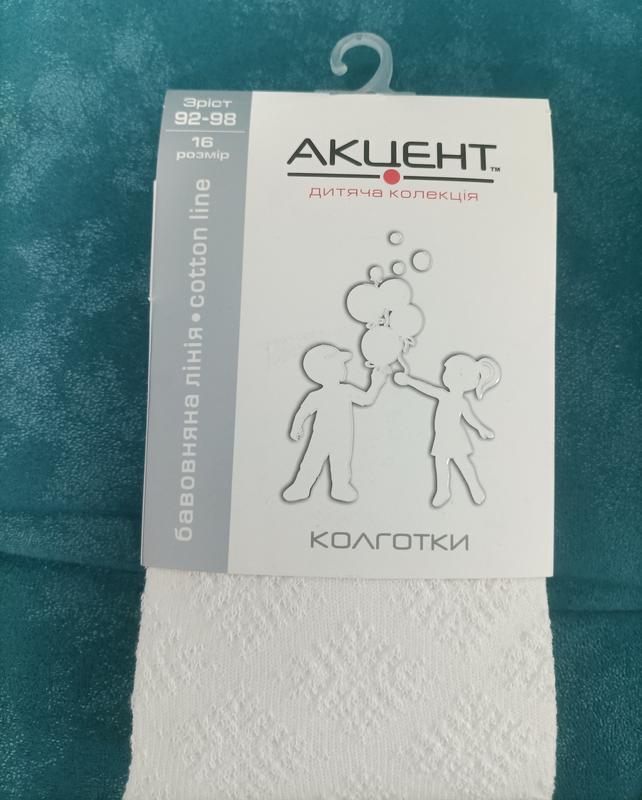 Зріст
92-98
16
розмір
бавовняна лінія • cotton line
АКЦЕНТ™
дитяча колекція
колготки